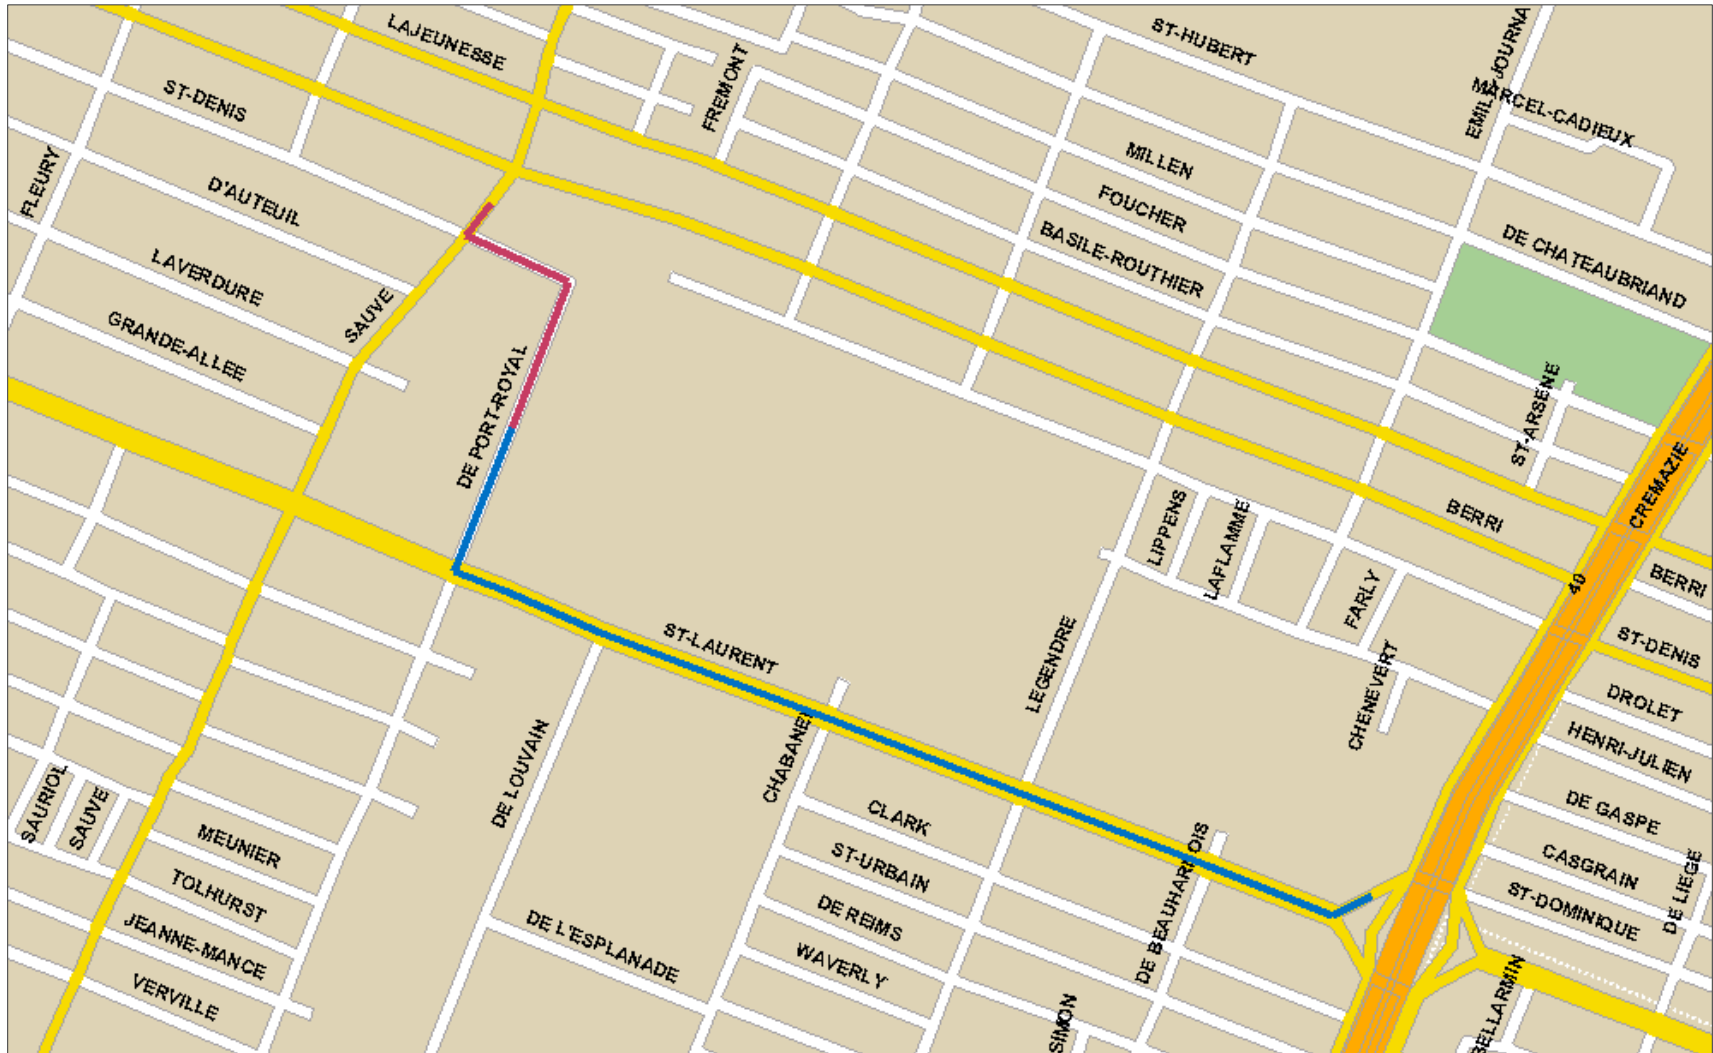 LAJEUNESSE
ST-HUBERT
EMILE-JOURNA
FREMONT
MARCEL-CADIEUX
ST-DENIS
MILLEN
FLEURY
D'AUTEUIL
FOUCHER
BASILE-ROUTHIER
DE CHATEAUBRIAND
LAVERDURE
SAUVE
GRANDE-ALLEE
DE PORT-ROYAL
ST-ARSENE
CREMAZIE
BERRI
LIPPENS
LAFLAMME
40
BERRI
FARLY
ST-LAURENT
LEGENDRE
ST-DENIS
CHENEVERT
DROLET
HENRI-JULIEN
DE LOUVAIN
CHABANEL
SAURIOL
SAUVE
CLARK
DE GASPE
MEUNIER
ST-URBAIN
DE BEAUHARNOIS
CASGRAIN
DE LIEGE
TOLHURST
DE REIMS
ST-DOMINIQUE
JEANNE-MANCE
DE L'ESPLANADE
WAVERLY
VERVILLE
SIMON
BELLARMIN